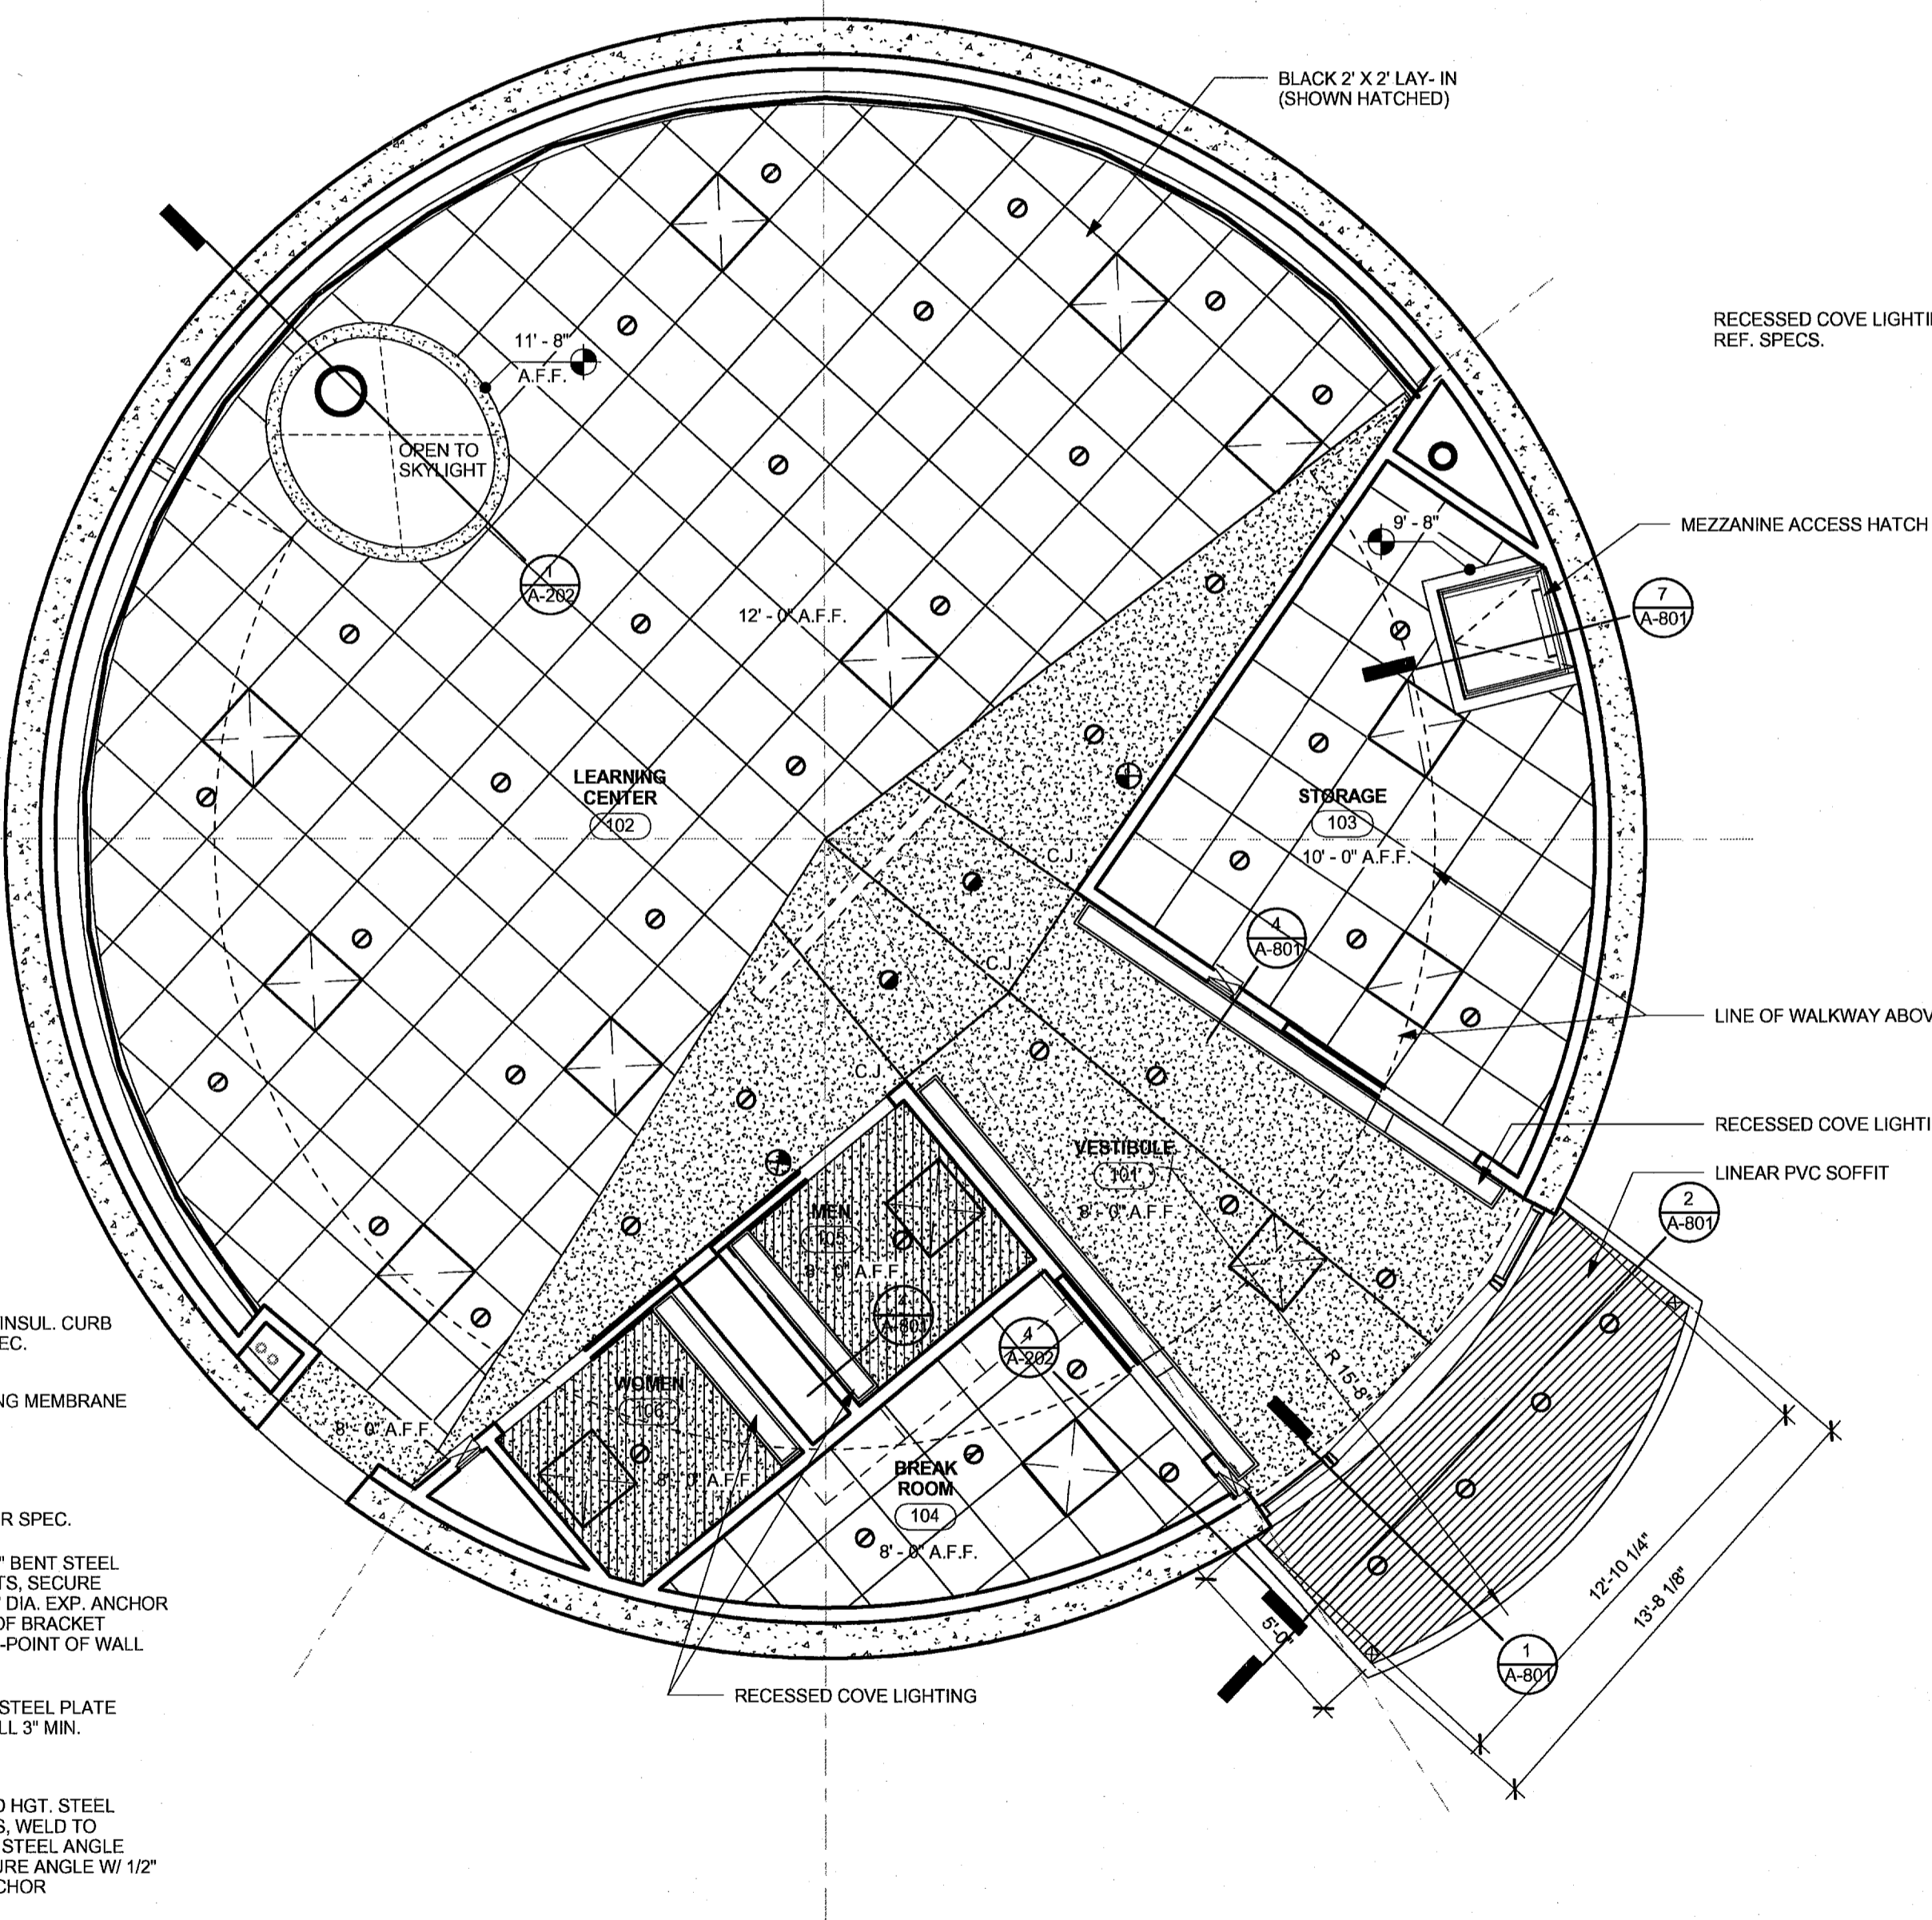 BLACK 2' X 2' LAY- IN
(SHOWN HATCHED)
RECESSED COVE LIGHTI
REF. SPECS.
11' - 8"
A.F.F.
OPEN TO
SKYLIGHT
9' - 8"
MEZZANINE ACCESS HATCH
1
A-202
7
A-801
12' - 0" A.F.F.
LEARNING
CENTER
102
STORAGE
103
10' - 0" A.F.F.
C.J.
4
A-801
C.J.
LINE OF WALKWAY ABOV
C.J.
RECESSED COVE LIGHTI
VESTIBULE
101
8' - 0" A.F.F.
LINEAR PVC SOFFIT
2
A-801
MEN
105
8' - 0" A.F.F.
A-801
4
A-202
R 15'-8"
INSUL. CURB
EC.
WOMEN
106
8' - 0" A.F.F.
NG MEMBRANE
8' - 0" A.F.F.
BREAK
ROOM
104
8' - 0" A.F.F.
R SPEC.
" BENT STEEL
TS, SECURE
" DIA. EXP. ANCHOR
OF BRACKET
-POINT OF WALL
12'-10 1/4"
13'-8 1/8"
5'-0"
1
A-801
RECESSED COVE LIGHTING
STEEL PLATE
LL 3" MIN.
D HGT. STEEL
S, WELD TO
STEEL ANGLE
URE ANGLE W/ 1/2"
CHOR